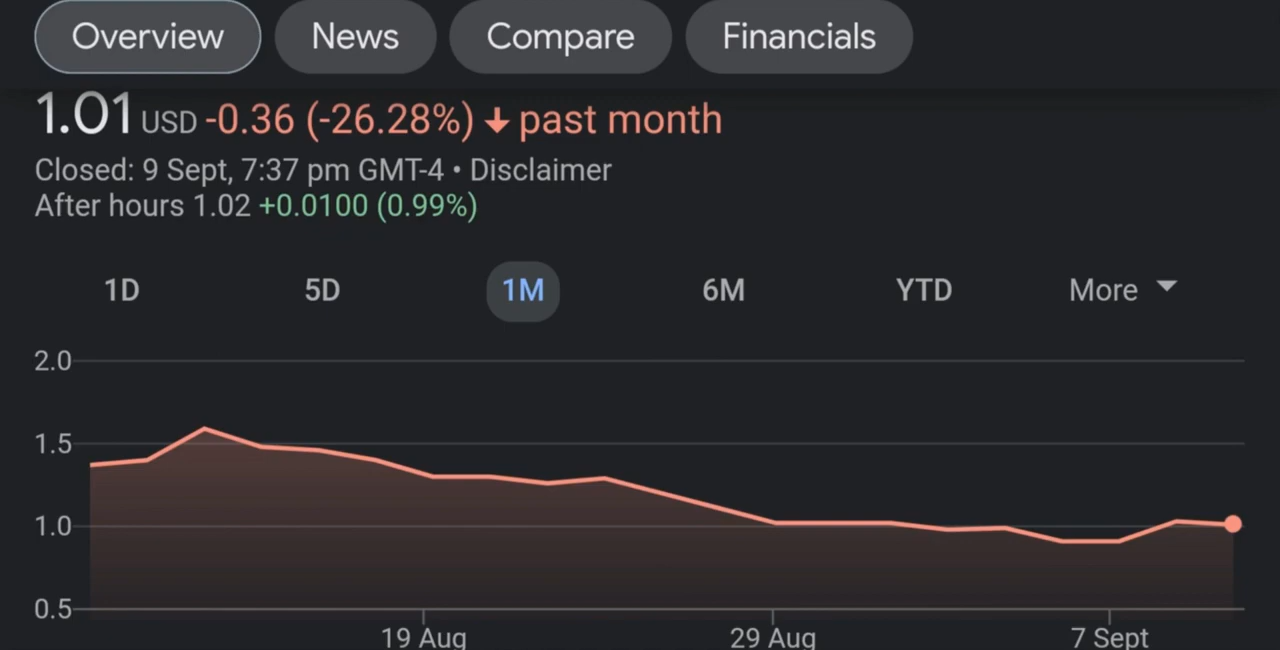 Overview News Compare Financials
1.01 USD -0.36 (-26.28%) ↓ past month
Closed: 9 Sept, 7:37 pm GMT-4 • Disclaimer
After hours 1.02 +0.0100 (0.99%)
1D 5D 1M 6M YTD More
2.0
1.5
1.0
0.5
19 Aug 29 Aug 7 Sept